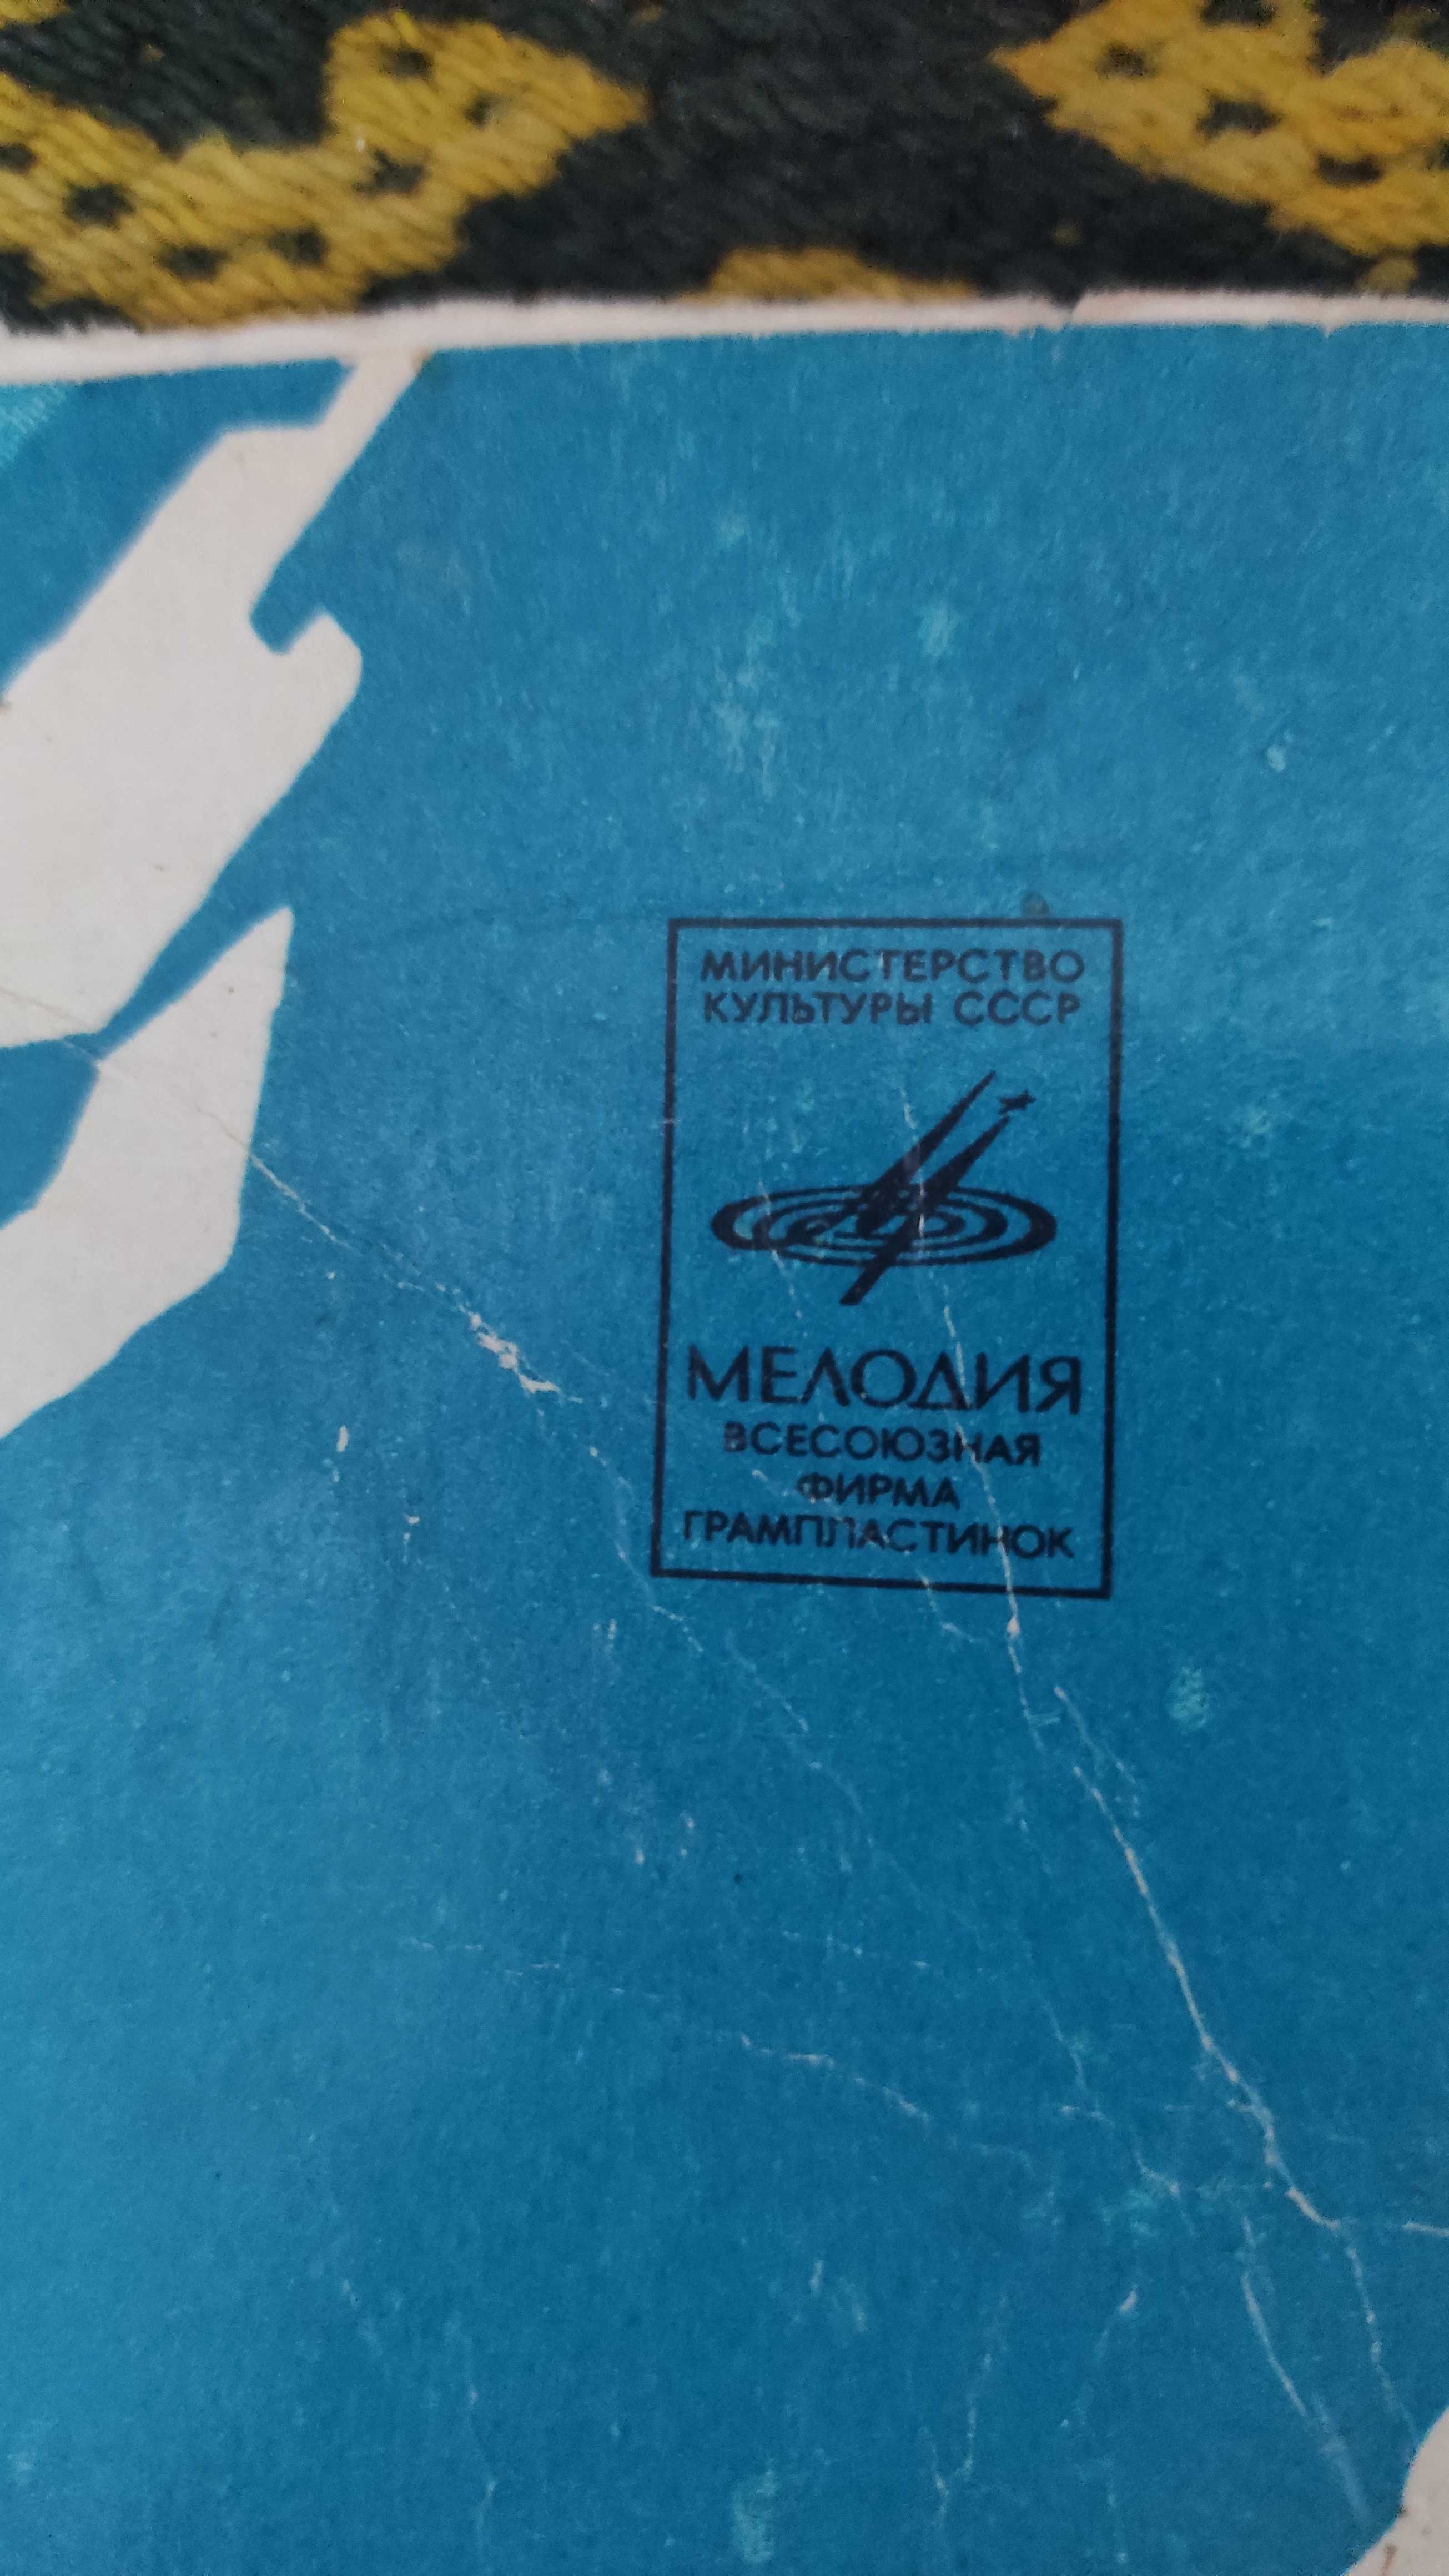 МИНИСТЕРСТВО
КУЛЬТУРЫ СССР
МЕЛОДИЯ
ВСЕСОЮЗНАЯ
ФИРМА
ГРАМПЛАСТИНОК